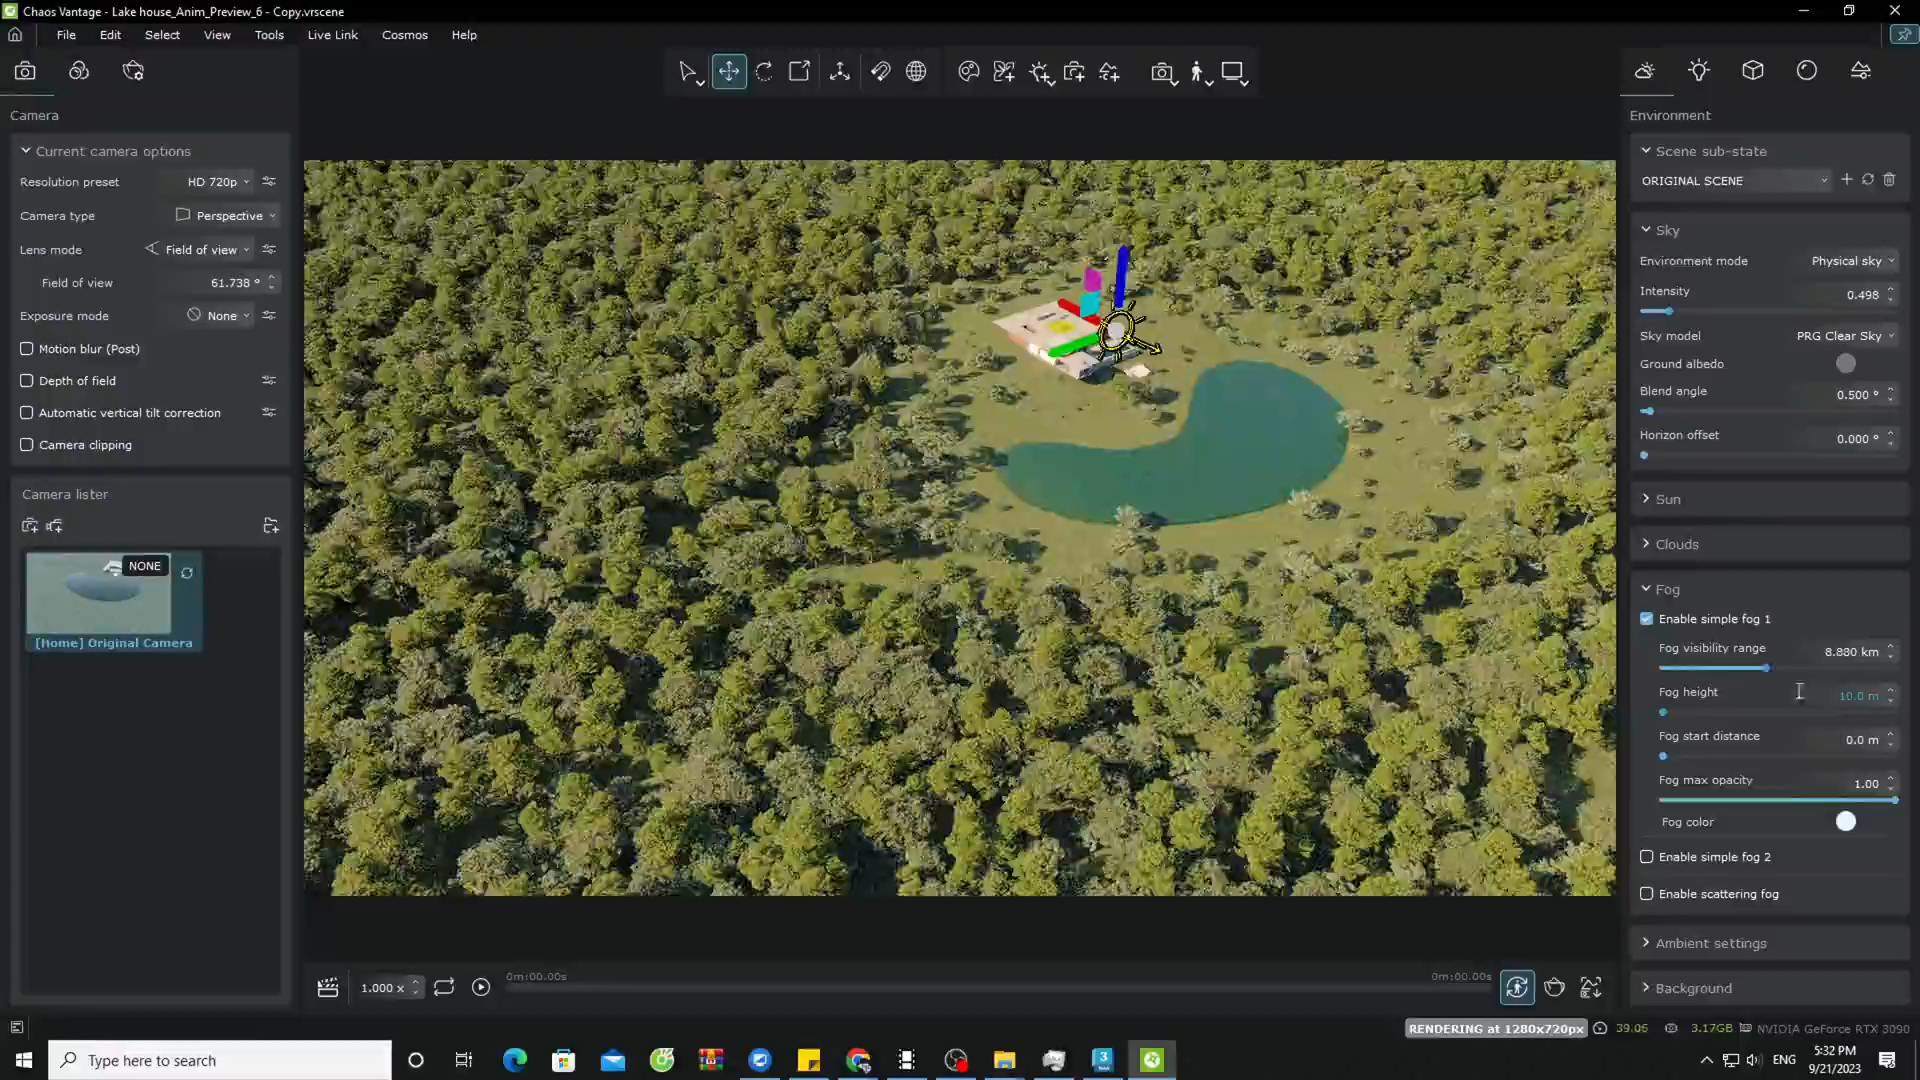 Chaos Vantage - Lake house_Anim_Preview_6 - Copy.vrscene
File Edit Select View Tools Live Link Cosmos Help
Camera
Current camera options
Resolution preset HD 720p
Camera type Perspective
Lens mode Field of view
Field of view 61.738 °
Exposure mode None
Motion blur (Post)
Depth of field
Automatic vertical tilt correction
Camera clipping
Camera lister
NONE
[Home] Original Camera
1.000 x
0m:00.00s
0m:00.00s
Environment
Scene sub-state
ORIGINAL SCENE
Sky
Environment mode Physical sky
Intensity 0.498
Sky model PRG Clear Sky
Ground albedo
Blend angle 0.500 °
Horizon offset 0.000 °
Sun
Clouds
Fog
Enable simple fog 1
Fog visibility range 8.880 km
Fog height 10.0 m
Fog start distance 0.0 m
Fog max opacity 1.00
Fog color
Enable simple fog 2
Enable scattering fog
Ambient settings
Background
RENDERING at 1280x720px 39.06 3.17GB NVIDIA GeForce RTX 3090
Type here to search
ENG
5:32 PM
9/21/2023